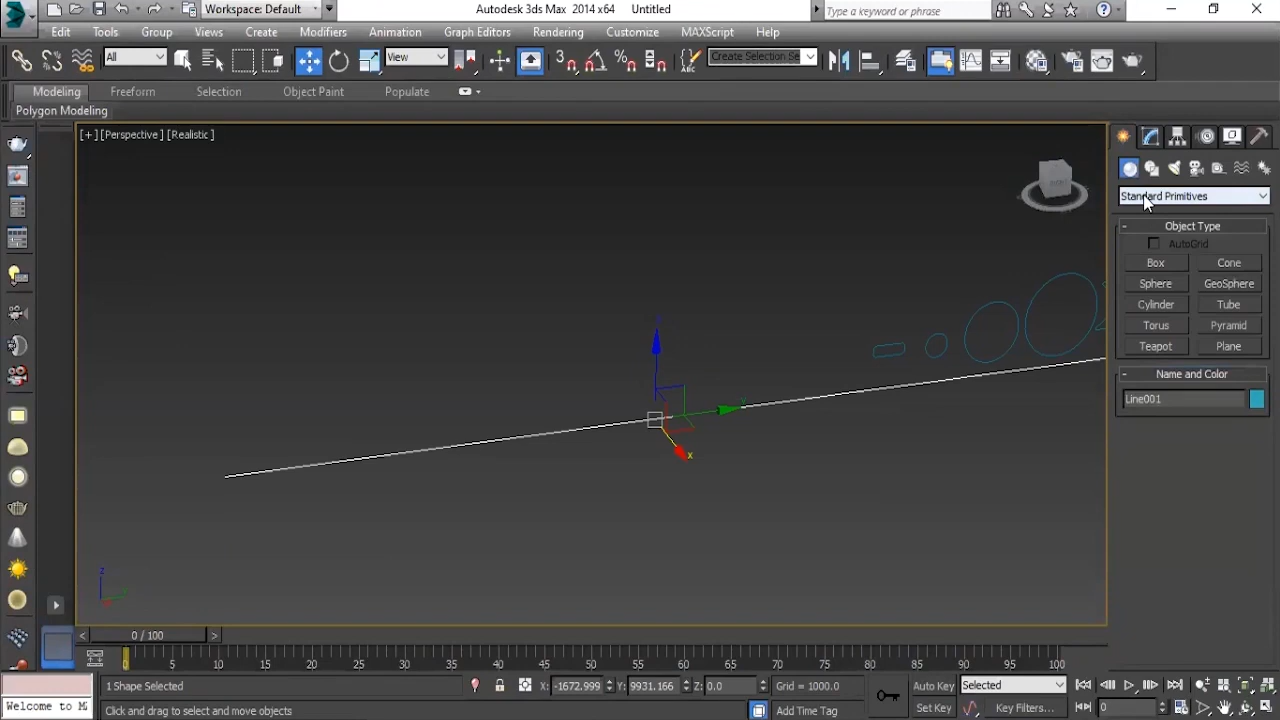 Workspace: Default
Autodesk 3ds Max 2014 x64 Untitled
Type a keyword or phrase
Edit Tools Group Views Create Modifiers Animation Graph Editors Rendering Customize MAXScript Help
All
View
3
Create Selection Se
Modeling Freeform Selection Object Paint Populate
Polygon Modeling
[+] [Perspective] [Realistic]
Standard Primitives
Object Type
AutoGrid
Box Cone
Sphere GeoSphere
Cylinder Tube
Torus Pyramid
Teapot Plane
Name and Color
Line001
x
z
0 / 100
0 5 10 15 20 25 30 35 40 45 50 55 60 65 70 75 80 85 90 95 100
1 Shape Selected
X: -1672.999 Y: 9931.166 Z: 0.0
Grid = 1000.0
Auto Key Selected
Welcome to M
Click and drag to select and move objects
Add Time Tag
Set Key Key Filters...
0